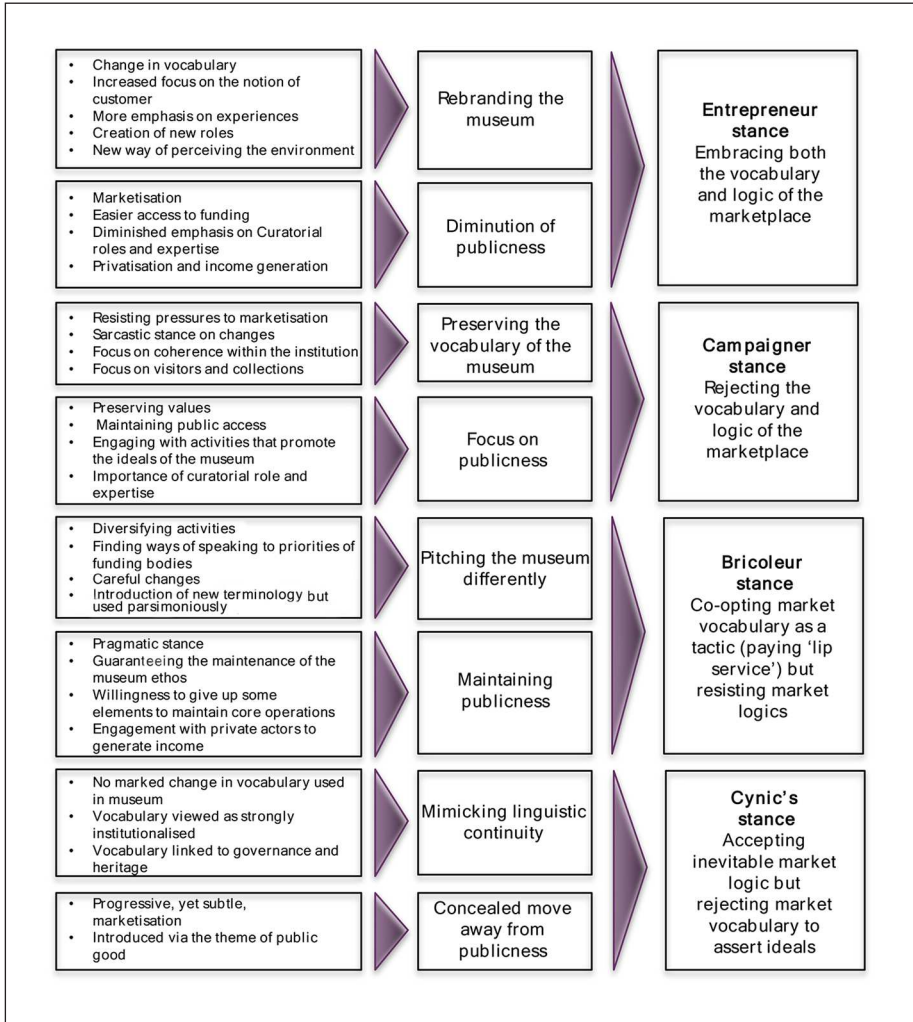 • Change in vocabulary
• Increased focus on the notion of
customer
• More emphasis on experiences
• Creation of new roles
• New way of perceiving the environment
Rebranding the
museum
• Marketisation
• Easier access to funding
• Diminished emphasis on Curatorial
roles and expertise
• Privatisation and income generation
Diminution of
publicness
Entrepreneur
stance
Embracing both
the vocabulary
and logic of the
marketplace
• Resisting pressures to marketisation
• Sarcastic stance on changes
• Focus on coherence within the institution
• Focus on visitors and collections
Preserving the
vocabulary of the
museum
• Preserving values
• Maintaining public access
• Engaging with activities that promote
the ideals of the museum
• Importance of curatorial role and
expertise
Focus on
publicness
Campaigner
stance
Rejecting the
vocabulary and
logic of the
marketplace
• Diversifying activities
• Finding ways of speaking to priorities of
funding bodies
• Careful changes
• Introduction of new terminology but
used parsimoniously
Pitching the museum
differently
• Pragmatic stance
• Guaranteeing the maintenance of the
museum ethos
• Willingness to give up some
elements to maintain core operations
• Engagement with private actors to
generate income
Maintaining
publicness
Bricoleur
stance
Co-opting market
vocabulary as a
tactic (paying ‘lip
service’) but
resisting market
logics
• No marked change in vocabulary used
in museum
• Vocabulary viewed as strongly
institutionalised
• Vocabulary linked to governance and
heritage
Mimicking linguistic
continuity
• Progressive, yet subtle,
marketisation
• Introduced via the theme of public
good
Concealed move
away from
publicness
Cynic’s
stance
Accepting
inevitable market
logic but
rejecting market
vocabulary to
assert ideals